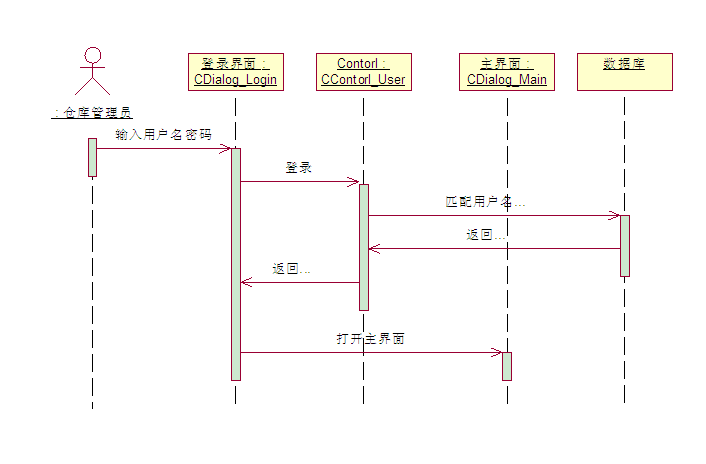 登录界面 :
CDialog_Login
Contorl :
CContorl_User
主界面 :
CDialog_Main
数据库
: 仓库管理员
输入用户名密码
登录
匹配用户名...
返回...
返回...
打开主界面